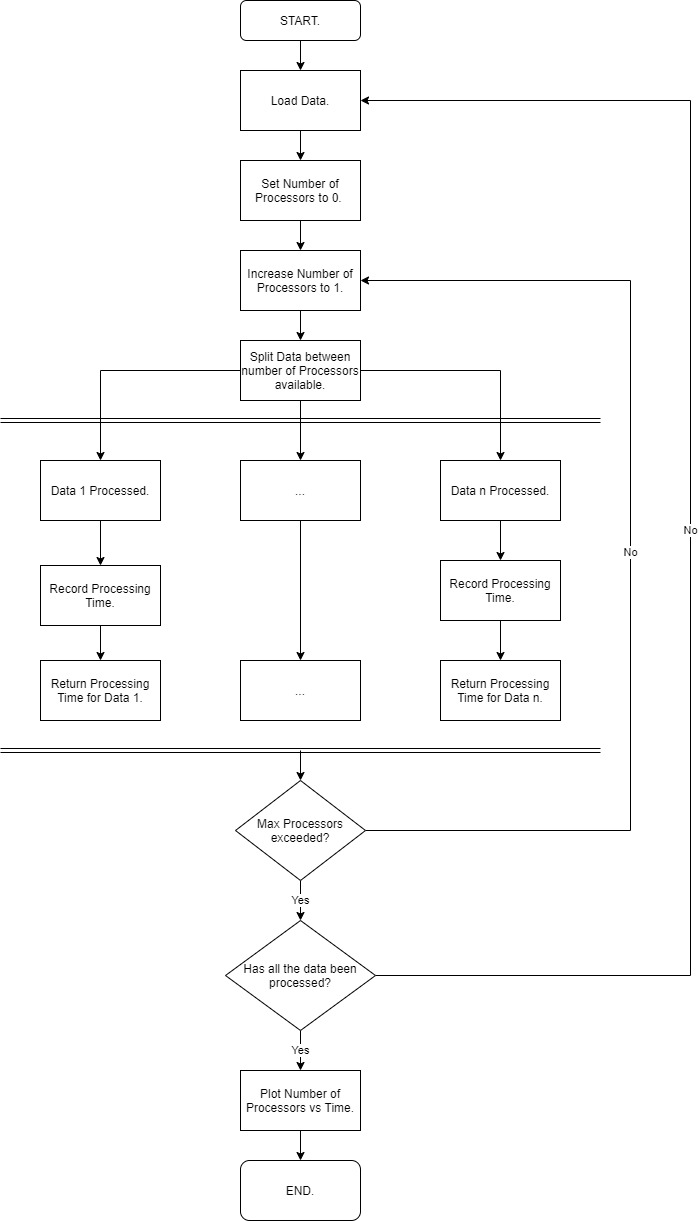 START.
Load Data.
Set Number of
Processors to 0.
Increase Number of
Processors to 1.
Split Data between
number of Processors
available.
Data 1 Processed.
...
Data n Processed.
Record Processing
Time.
Record Processing
Time.
Return Processing
Time for Data 1.
...
Return Processing
Time for Data n.
No
No
Max Processors
exceeded?
Yes
Has all the data been
processed?
Yes
Plot Number of
Processors vs Time.
END.